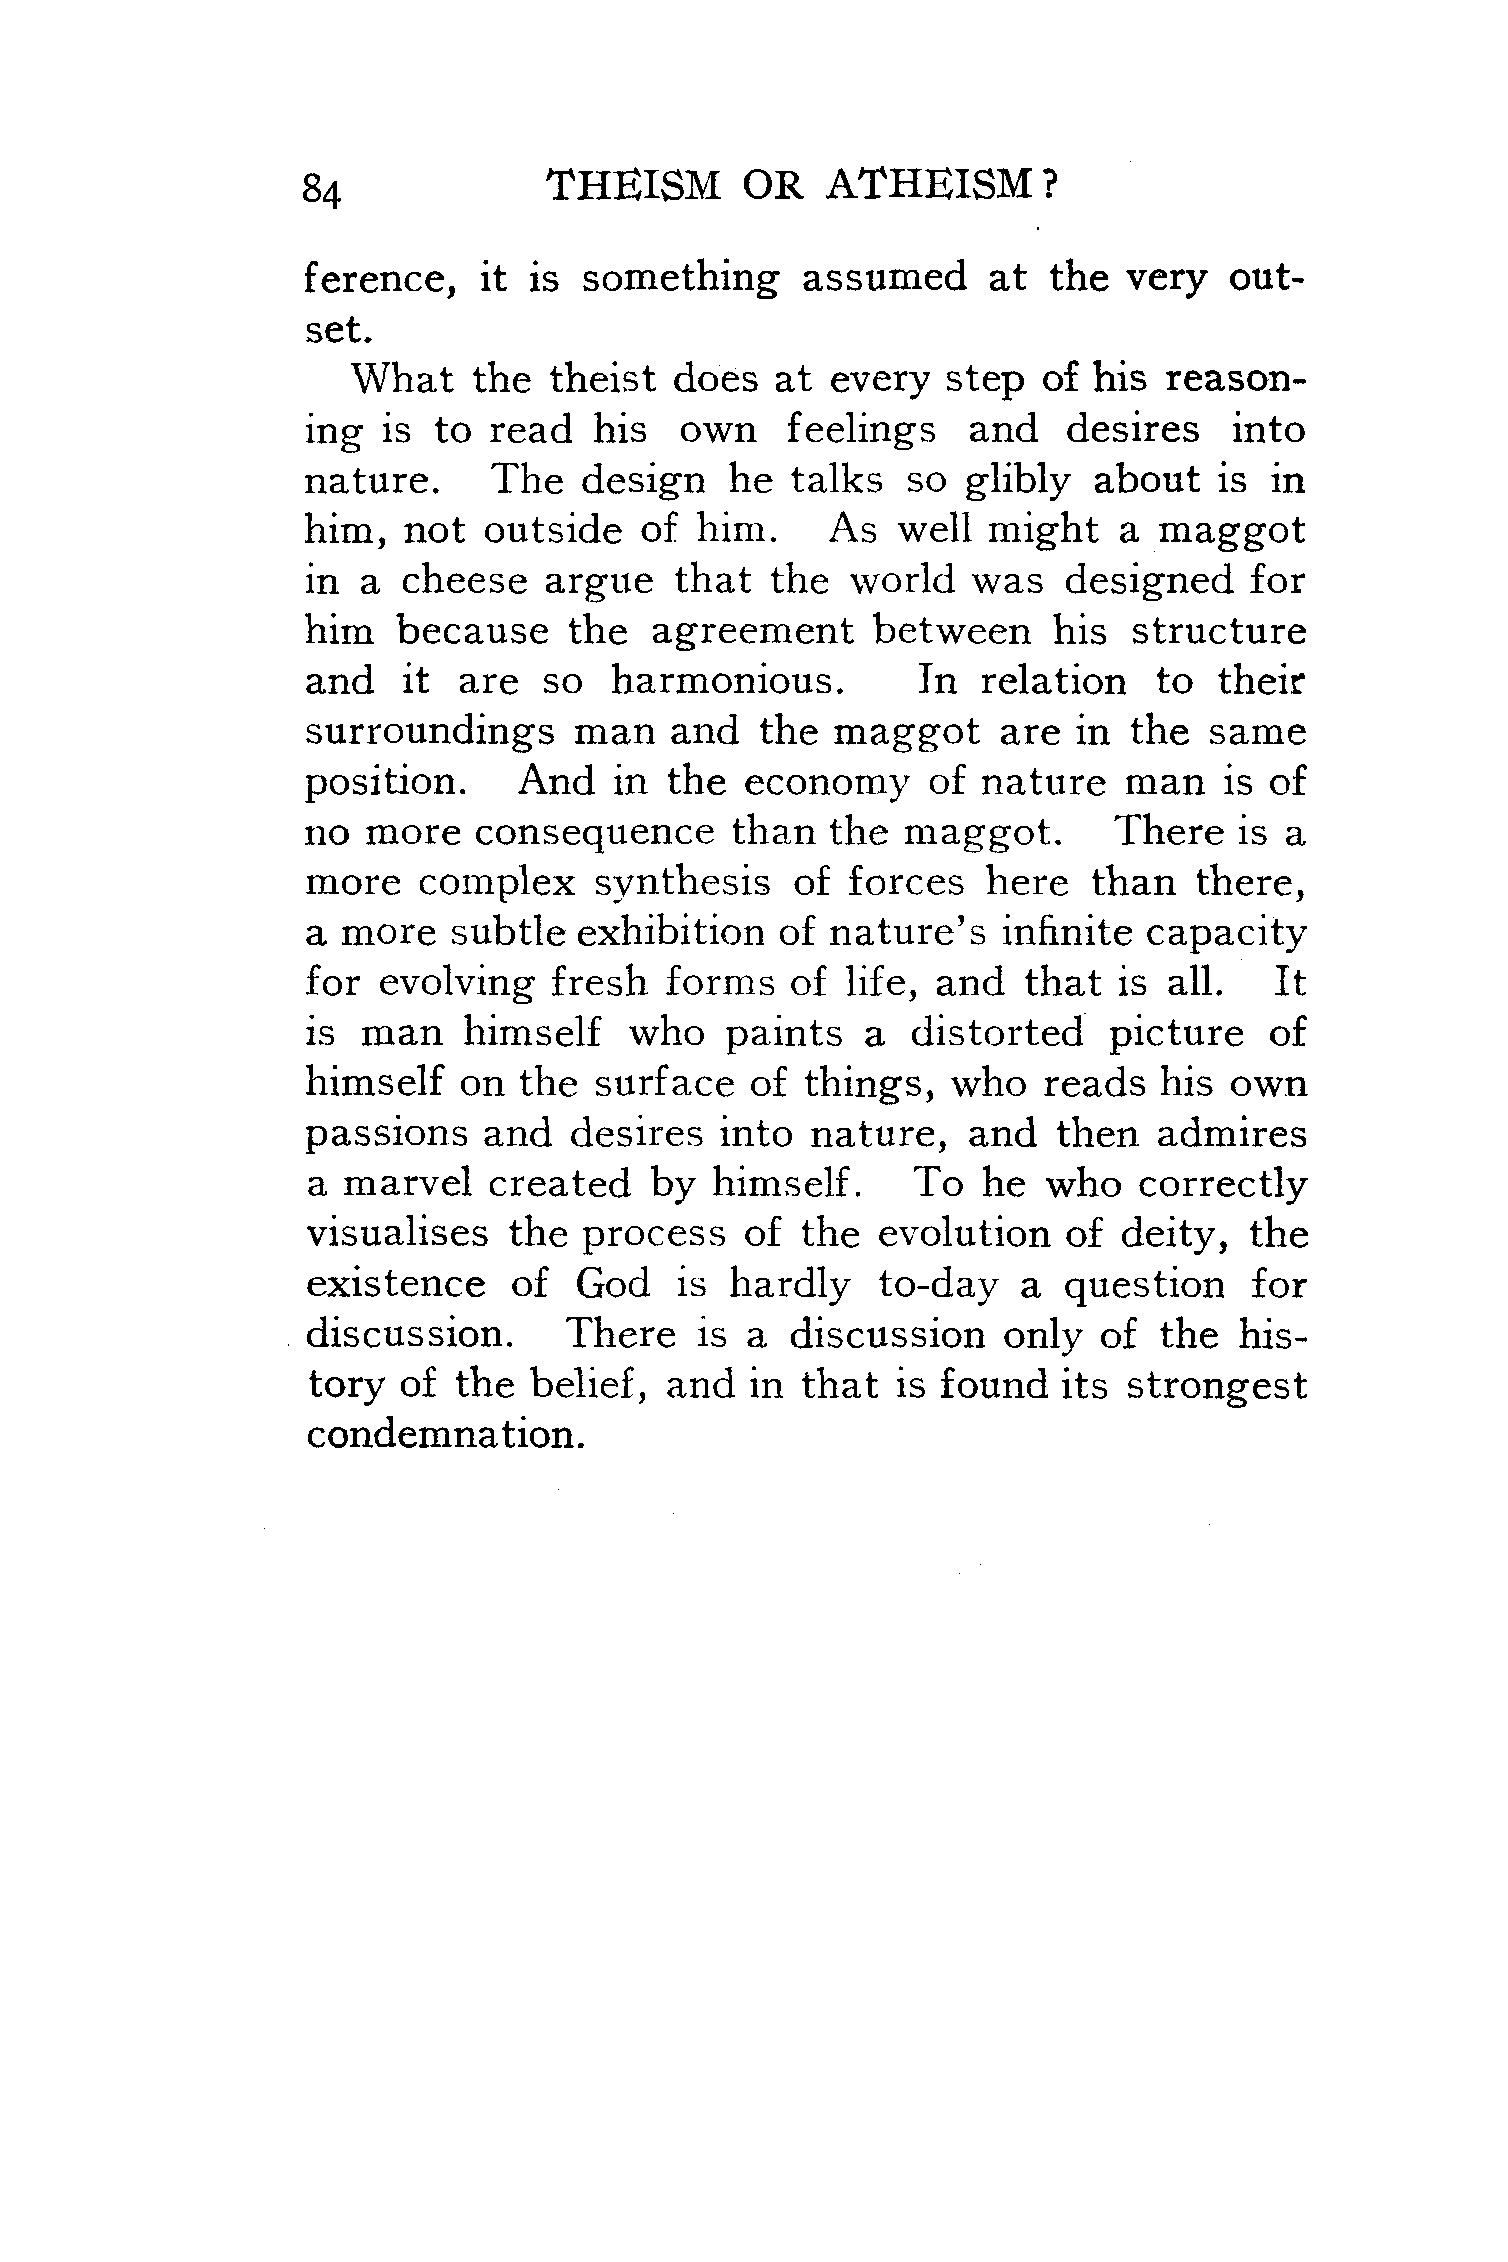 84 THEISM OR ATHEISM?
ference, it is something assumed at the very out-
set.
What the theist does at every step of his reason-
ing is to read his own feelings and desires into
nature. The design he talks so glibly about is in
him, not outside of him. As well might a maggot
in a cheese argue that the world was designed for
him because the agreement between his structure
and it are so harmonious. In relation to their
surroundings man and the maggot are in the same
position. And in the economy of nature man is of
no more consequence than the maggot. There is a
more complex synthesis of forces here than there,
a more subtle exhibition of nature's infinite capacity
for evolving fresh forms of life, and that is all. It
is man himself who paints a distorted picture of
himself on the surface of things, who reads his own
passions and desires into nature, and then admires
a marvel created by himself. To he who correctly
visualises the process of the evolution of deity, the
existence of God is hardly to-day a question for
discussion. There is a discussion only of the his-
tory of the belief, and in that is found its strongest
condemnation.